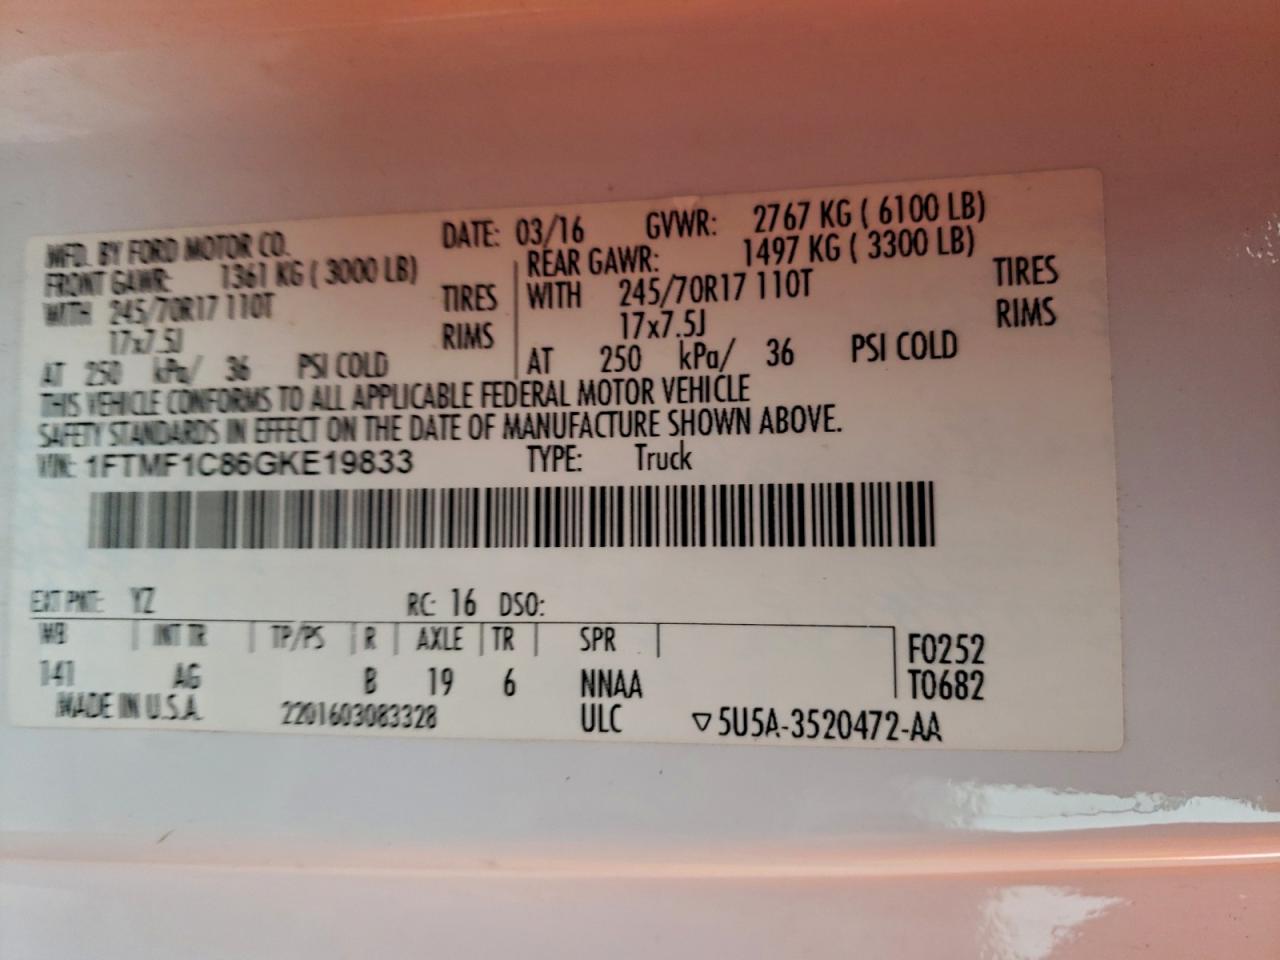 MFD. BY FORD MOTOR CO. DATE: 03/16 GVWR: 2767 KG ( 6100 LB)
FRONT GAWR: 1361 KG ( 3000 LB) REAR GAWR: 1497 KG ( 3300 LB)
WITH 245/70R17 110T TIRES WITH 245/70R17 110T TIRES
17x7.5J RIMS 17x7.5J RIMS
AT 250 kPa/ 36 PSI COLD AT 250 kPa/ 36 PSI COLD
THIS VEHICLE CONFORMS TO ALL APPLICABLE FEDERAL MOTOR VEHICLE
SAFETY STANDARDS IN EFFECT ON THE DATE OF MANUFACTURE SHOWN ABOVE.
VIN: 1FTMF1C86GKE19833 TYPE: Truck
EXT PNT: YZ RC: 16 DSO:
WB INT TR TP/PS R AXLE TR SPR F0252
141 AG B 19 6 NNAA T0682
MADE IN U.S.A. 2201603083328 ULC ▽ 5U5A-3520472-AA